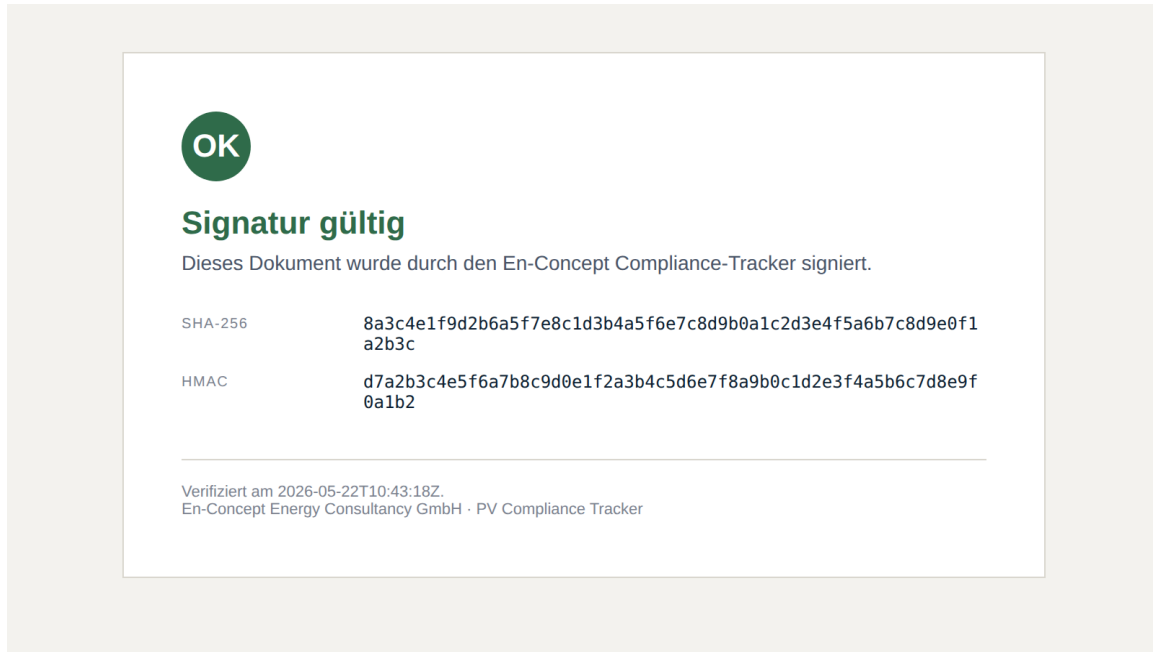 OK
Signatur gültig
Dieses Dokument wurde durch den En-Concept Compliance-Tracker signiert.
SHA-256
8a3c4e1f9d2b6a5f7e8c1d3b4a5f6e7c8d9b0a1c2d3e4f5a6b7c8d9e0f1
a2b3c
HMAC
d7a2b3c4e5f6a7b8c9d0e1f2a3b4c5d6e7f8a9b0c1d2e3f4a5b6c7d8e9f
0a1b2
Verifiziert am 2026-05-22T10:43:18Z.
En-Concept Energy Consultancy GmbH · PV Compliance Tracker